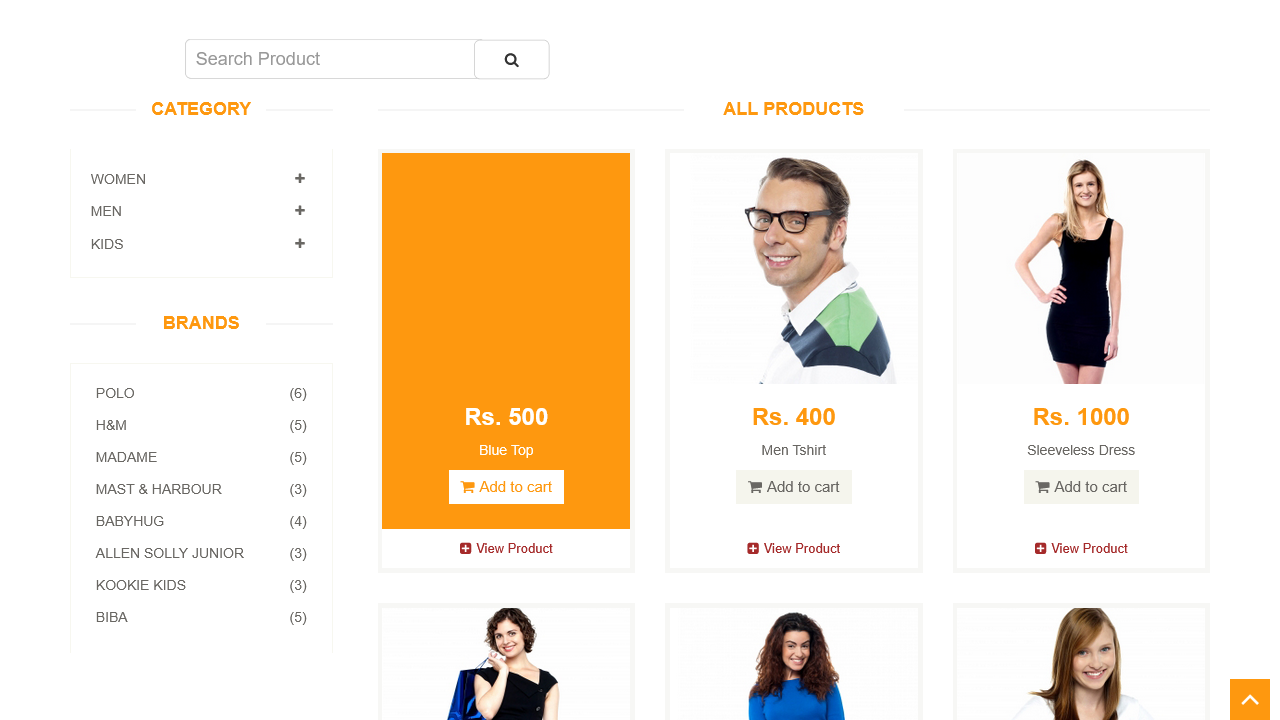 Search Product
CATEGORY
WOMEN
MEN
KIDS
BRANDS
POLO (6)
H&M (5)
MADAME (5)
MAST & HARBOUR (3)
BABYHUG (4)
ALLEN SOLLY JUNIOR (3)
KOOKIE KIDS (3)
BIBA (5)
ALL PRODUCTS
Rs. 500
Blue Top
Add to cart
View Product
Rs. 400
Men Tshirt
Add to cart
View Product
Rs. 1000
Sleeveless Dress
Add to cart
View Product